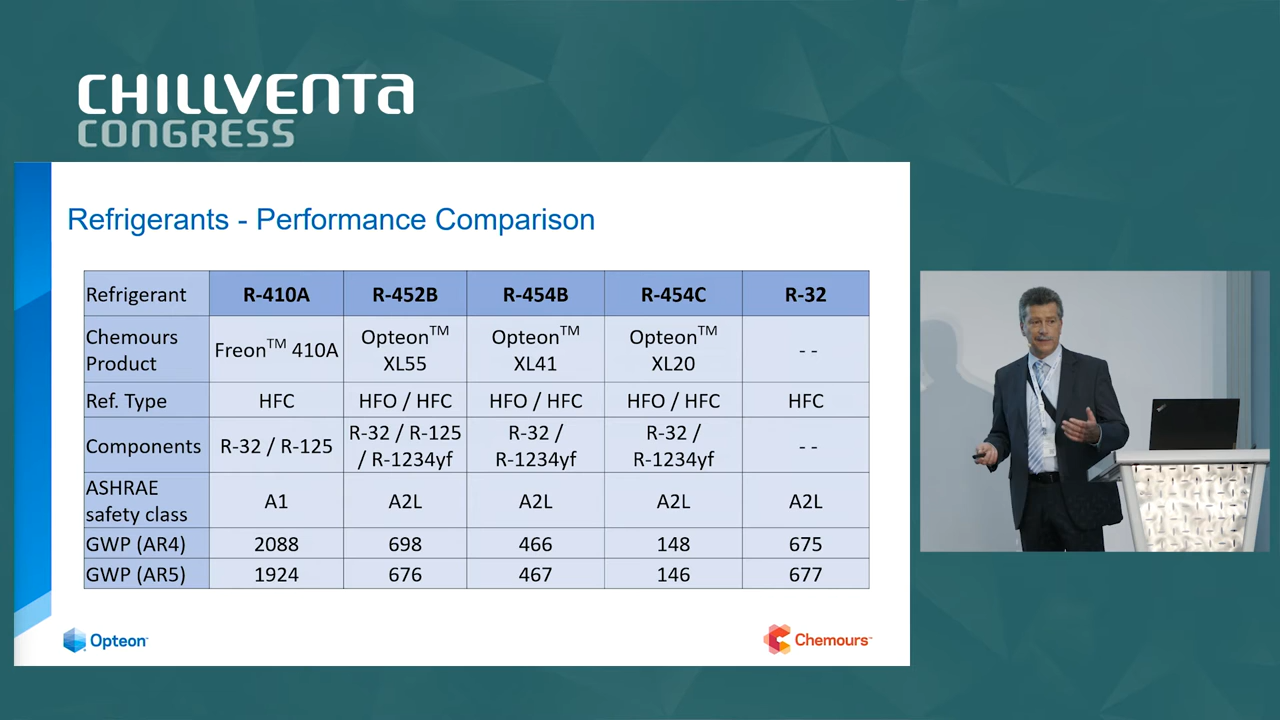 CHILLVENTA
CONGRESS
Refrigerants - Performance Comparison
Refrigerant R-410A R-452B R-454B R-454C R-32
Chemours Product Freon™ 410A Opteon™ XL55 Opteon™ XL41 Opteon™ XL20 - -
Ref. Type HFC HFO / HFC HFO / HFC HFO / HFC HFC
Components R-32 / R-125 R-32 / R-125 / R-1234yf R-32 / R-1234yf R-32 / R-1234yf - -
ASHRAE safety class A1 A2L A2L A2L A2L
GWP (AR4) 2088 698 466 148 675
GWP (AR5) 1924 676 467 146 677
Opteon™
Chemours™